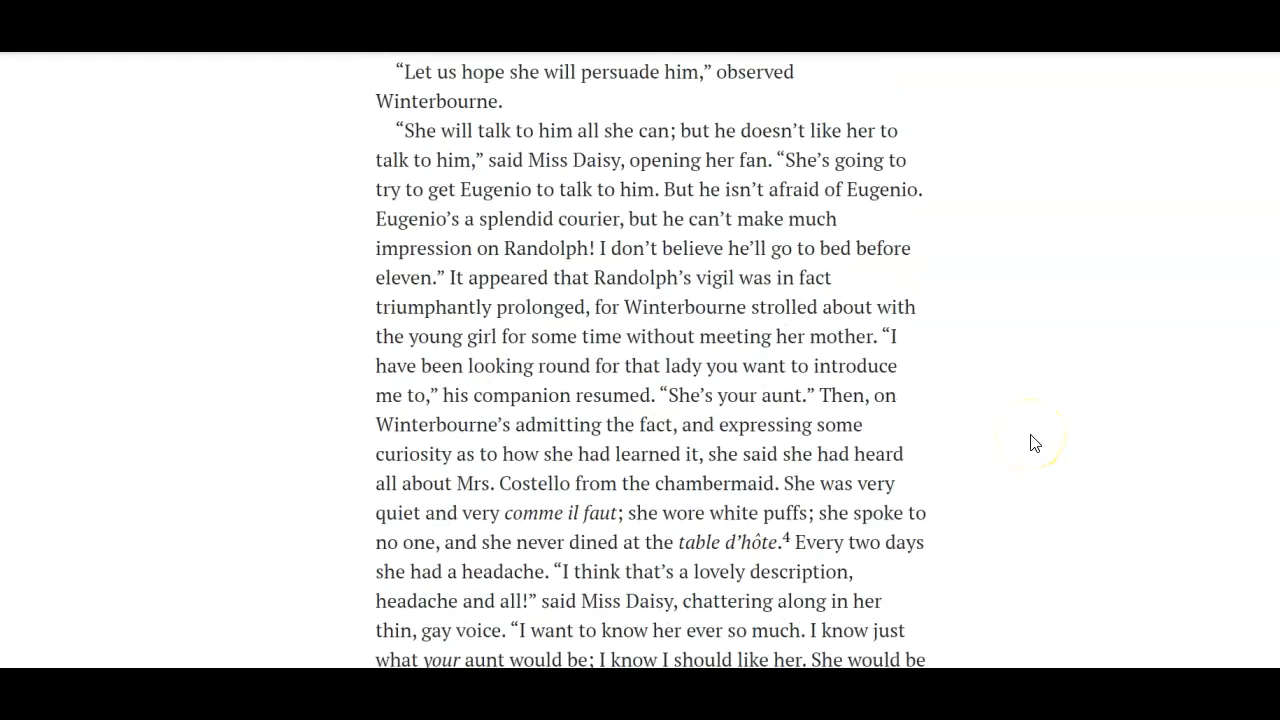 “Let us hope she will persuade him,” observed
Winterbourne.
“She will talk to him all she can; but he doesn’t like her to
talk to him,” said Miss Daisy, opening her fan. “She’s going to
try to get Eugenio to talk to him. But he isn’t afraid of Eugenio.
Eugenio’s a splendid courier, but he can’t make much
impression on Randolph! I don’t believe he’ll go to bed before
eleven.” It appeared that Randolph’s vigil was in fact
triumphantly prolonged, for Winterbourne strolled about with
the young girl for some time without meeting her mother. “I
have been looking round for that lady you want to introduce
me to,” his companion resumed. “She’s your aunt.” Then, on
Winterbourne’s admitting the fact, and expressing some
curiosity as to how she had learned it, she said she had heard
all about Mrs. Costello from the chambermaid. She was very
quiet and very comme il faut; she wore white puffs; she spoke to
no one, and she never dined at the table d’hôte.⁴ Every two days
she had a headache. “I think that’s a lovely description,
headache and all!” said Miss Daisy, chattering along in her
thin, gay voice. “I want to know her ever so much. I know just
what your aunt would be; I know I should like her. She would be